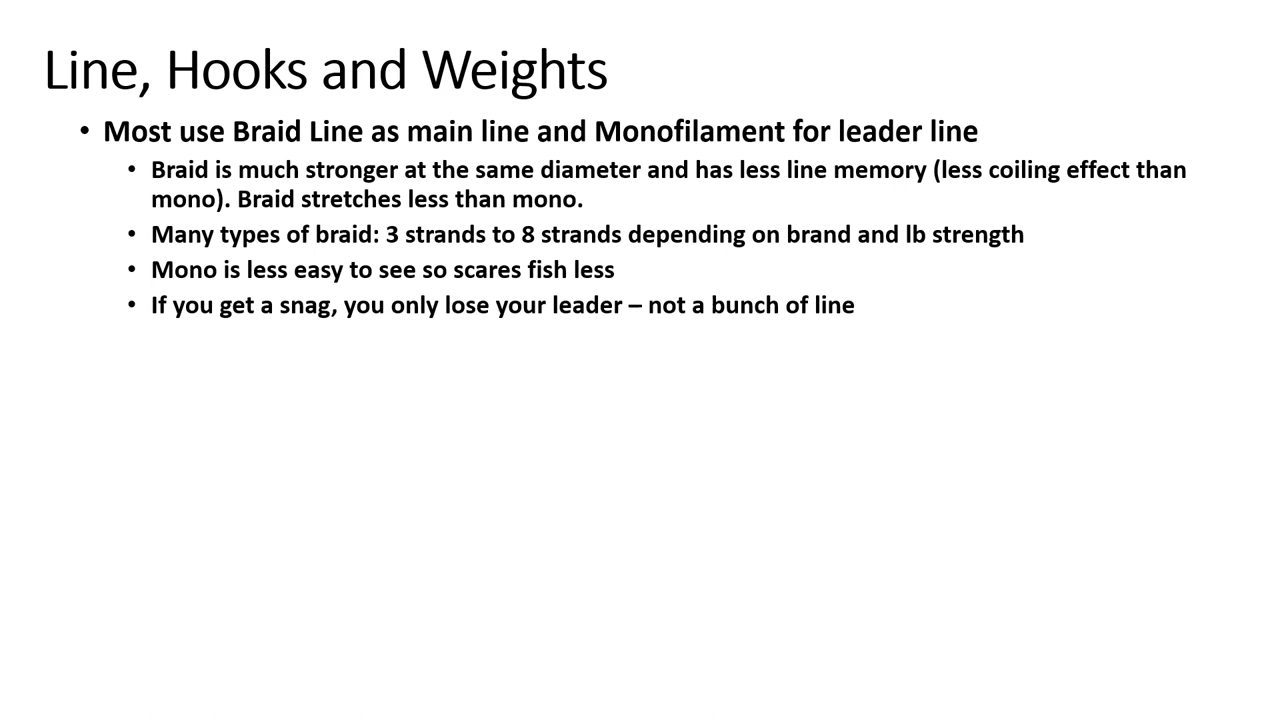 Line, Hooks and Weights
• Most use Braid Line as main line and Monofilament for leader line
• Braid is much stronger at the same diameter and has less line memory (less coiling effect than
mono). Braid stretches less than mono.
• Many types of braid: 3 strands to 8 strands depending on brand and lb strength
• Mono is less easy to see so scares fish less
• If you get a snag, you only lose your leader – not a bunch of line